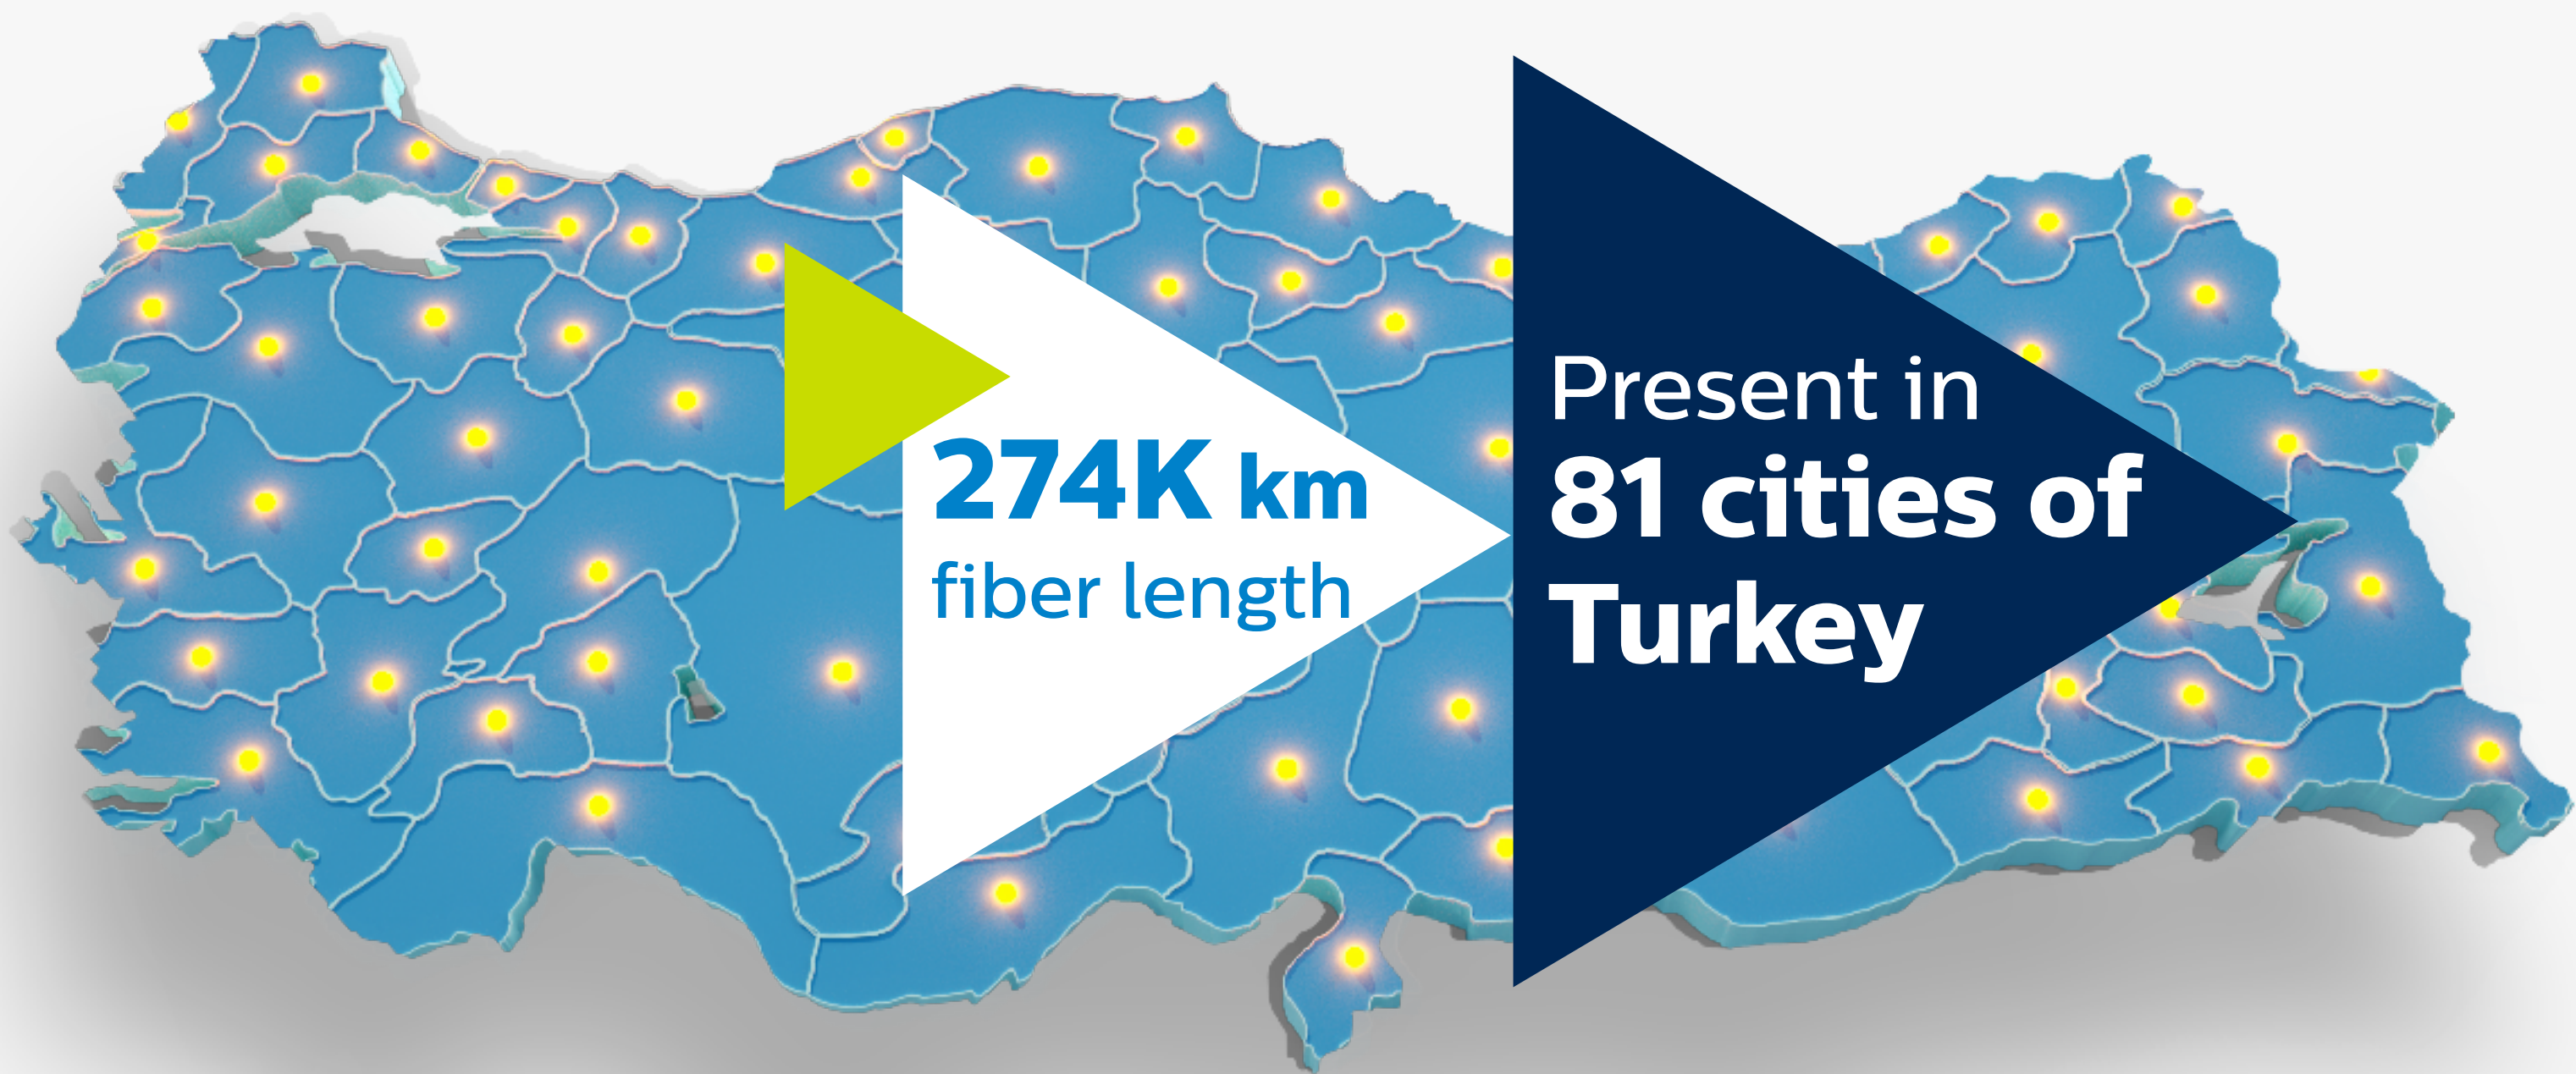 274K km
fiber length
Present in
81 cities of
Turkey